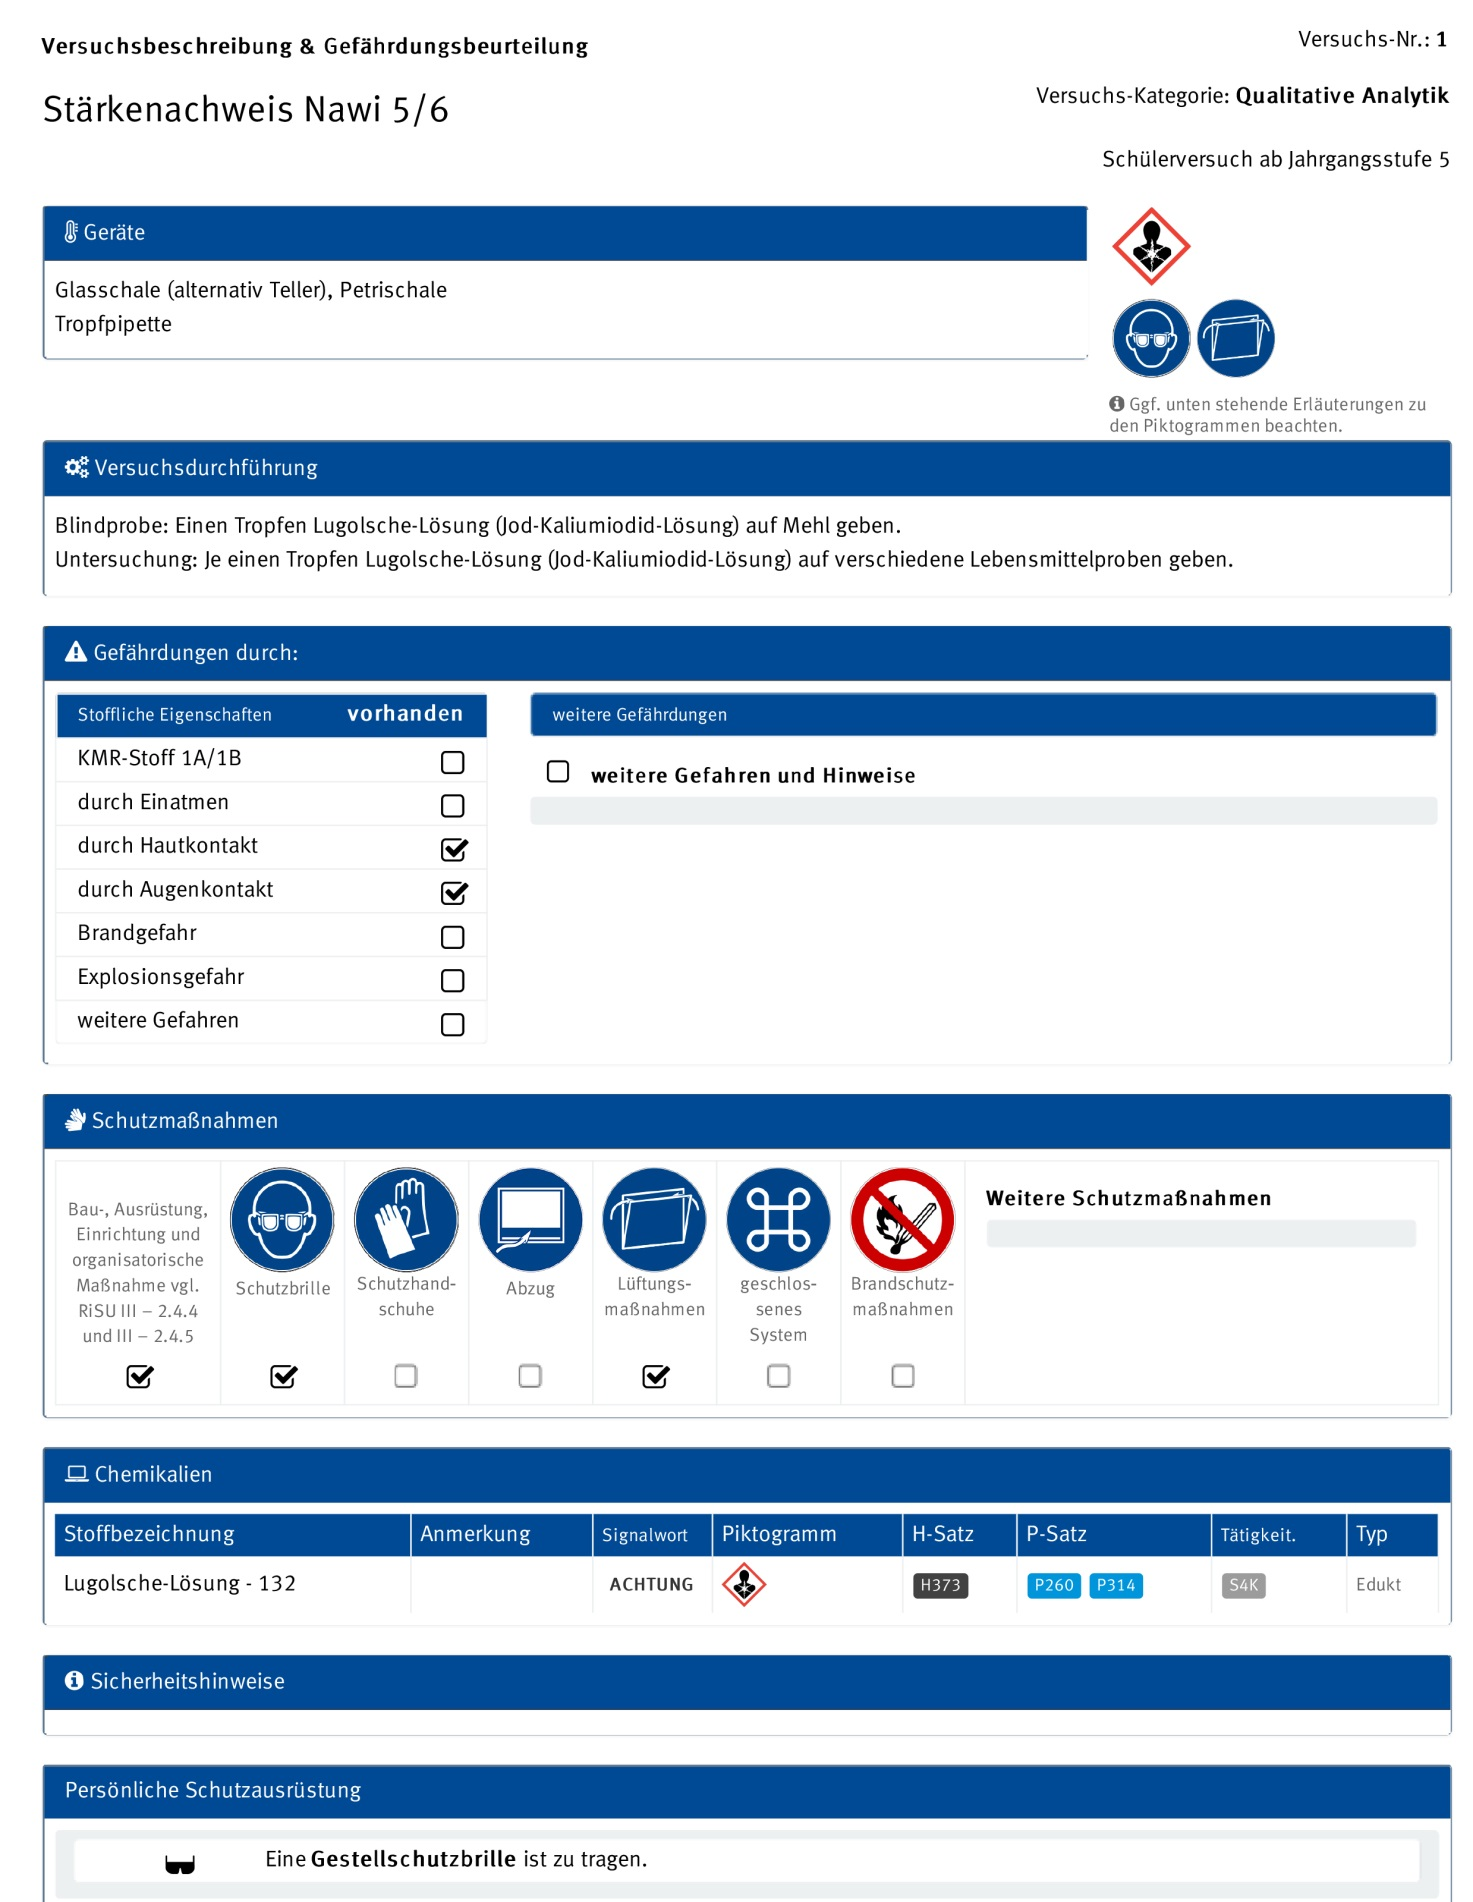 Versuchsbeschreibung & Gefährdungsbeurteilung
Versuchs-Nr.: 1
Stärkenachweis Nawi 5/6
Versuchs-Kategorie: Qualitative Analytik
Schülerversuch ab Jahrgangsstufe 5
Geräte
Glasschale (alternativ Teller), Petrischale
Tropfpipette
Ggf. unten stehende Erläuterungen zu
den Piktogrammen beachten.
Versuchsdurchführung
Blindprobe: Einen Tropfen Lugolsche-Lösung (Jod-Kaliumiodid-Lösung) auf Mehl geben.
Untersuchung: Je einen Tropfen Lugolsche-Lösung (Jod-Kaliumiodid-Lösung) auf verschiedene Lebensmittelproben geben.
Gefährdungen durch:
Stoffliche Eigenschaften vorhanden
KMR-Stoff 1A/1B
durch Einatmen
durch Hautkontakt
durch Augenkontakt
Brandgefahr
Explosionsgefahr
weitere Gefahren
weitere Gefährdungen
weitere Gefahren und Hinweise
Schutzmaßnahmen
Bau-, Ausrüstung,
Einrichtung und
organisatorische
Maßnahme vgl.
RiSU III – 2.4.4
und III – 2.4.5
Schutzbrille
Schutzhand-
schuhe
Abzug
Lüftungs-
maßnahmen
geschlos-
senes
System
Brandschutz-
maßnahmen
Weitere Schutzmaßnahmen
Chemikalien
Stoffbezeichnung Anmerkung Signalwort Piktogramm H-Satz P-Satz Tätigkeit. Typ
Lugolsche-Lösung - 132 ACHTUNG H373 P260 P314 S4K Edukt
Sicherheitshinweise
Persönliche Schutzausrüstung
Eine Gestellschutzbrille ist zu tragen.